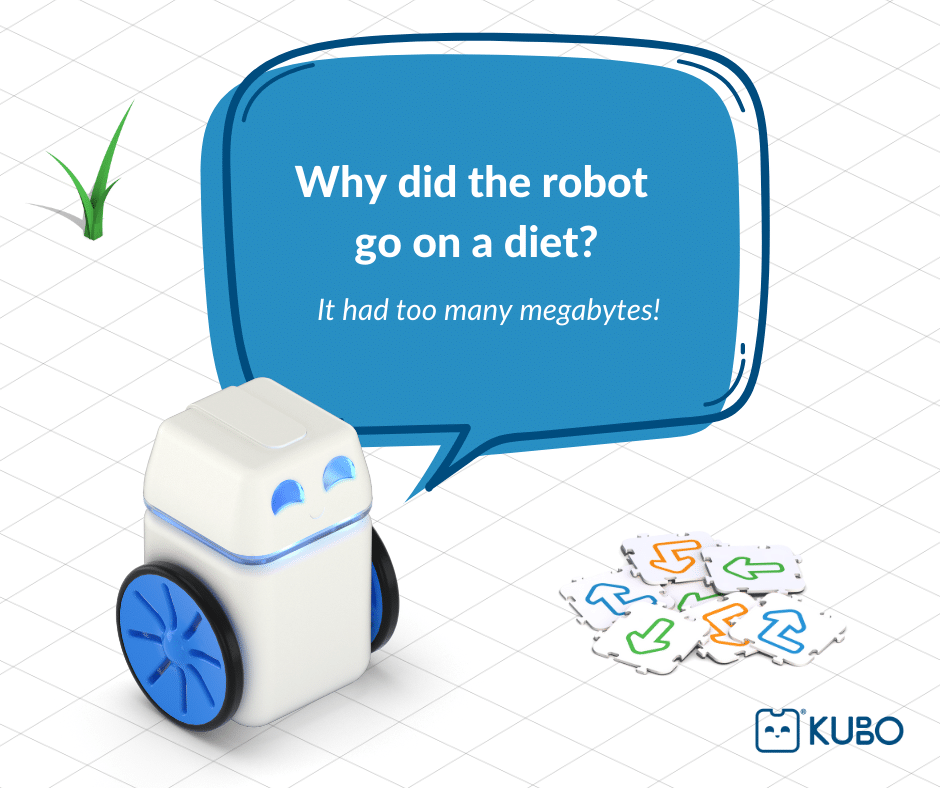 Why did the robot
go on a diet?
It had too many megabytes!
KUBO